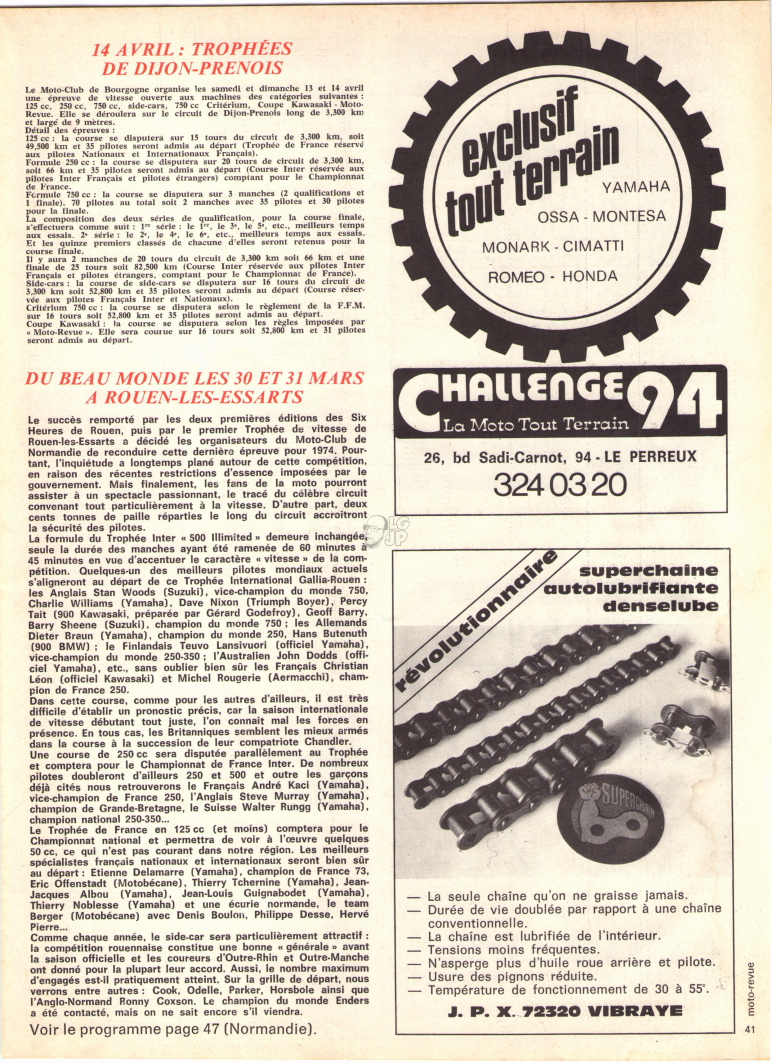 14 AVRIL : TROPHÉES
DE DIJON-PRENOIS
Le Moto-Club de Bourgogne organise les samedi et dimanche 13 et 14 avril
une épreuve de vitesse ouverte aux machines des catégories suivantes :
125 cc, 250 cc, 750 cc, side-cars, 750 cc Critérium, Coupe Kawasaki - Moto-
Revue. Elle se déroulera sur le circuit de Dijon-Prenois long de 3,300 km
et large de 9 mètres.
Détail des épreuves :
125 cc : la course se disputera sur 15 tours du circuit de 3,300 km, soit
49,500 km et 35 pilotes seront admis au départ (Trophée de France réservé
aux pilotes Nationaux et Internationaux Français).
Formule 250 cc : la course se disputera sur 20 tours de circuit de 3,300 km,
soit 66 km et 35 pilotes seront admis au départ (Course Inter réservée aux
pilotes Inter Français et pilotes étrangers) comptant pour le Championnat
de France.
Formule 750 cc : la course se disputera sur 3 manches (2 qualifications et
1 finale). 70 pilotes au total soit 2 manches avec 35 pilotes et 30 pilotes
pour la finale.
La composition des deux séries de qualification, pour la course finale,
s'effectuera comme suit : 1re série : le 1er, le 3e, 5e, etc., meilleurs temps
aux essais. 2e série : le 2e, le 4e, le 6e, etc., meilleurs temps aux essais.
Et les quinze premiers classés de chacune d'elles seront retenus pour la
course finale.
Il y aura 2 manches de 20 tours du circuit de 3,300 km soit 66 km et une
finale de 25 tours soit 82,500 km (Course Inter réservée aux pilotes Inter
Français et pilotes étrangers, comptant pour le Championnat de France).
Side-cars : la course de side-cars se disputera sur 16 tours du circuit de
3,300 km soit 52,800 km et 35 pilotes seront admis au départ (Course réser-
vée aux pilotes Français Inter et Nationaux).
Critérium 750 cc : la course se disputera selon le règlement de la F.F.M.
sur 16 tours soit 52,800 km et 35 pilotes seront admis au départ.
Coupe Kawasaki : la course se disputera selon les règles imposées par
« Moto-Revue ». Elle sera courue sur 16 tours soit 52,800 km et 31 pilotes
seront admis au départ.
DU BEAU MONDE LES 30 ET 31 MARS
A ROUEN-LES-ESSARTS
Le succès remporté par les deux premières éditions des Six
Heures de Rouen, puis par le premier Trophée de vitesse de
Rouen-les-Essarts a décidé les organisateurs du Moto-Club de
Normandie de reconduire cette dernière épreuve pour 1974. Pour-
tant, l'inquiétude a longtemps plané autour de cette compétition,
en raison des récentes restrictions d'essence imposées par le
gouvernement. Mais finalement, les fans de la moto pourront
assister à un spectacle passionnant, le tracé du célèbre circuit
convenant tout particulièrement à la vitesse. D'autre part, deux
cents tonnes de paille réparties le long du circuit accroîtront
la sécurité des pilotes.
La formule du Trophée Inter « 500 Illimited » demeure inchangée,
seule la durée des manches ayant été ramenée de 60 minutes à
45 minutes en vue d'accentuer le caractère « vitesse » de la com-
pétition. Quelques-un des meilleurs pilotes mondiaux actuels
s'aligneront au départ de ce Trophée International Gallia-Rouen :
les Anglais Stan Woods (Suzuki), vice-champion du monde 750,
Charlie Williams (Yamaha), Dave Nixon (Triumph Boyer), Percy
Tait (900 Kawasaki, préparée par Gérard Godefroy), Geoff Barry,
Barry Sheene (Suzuki), champion du monde 750 ; les Allemands
Dieter Braun (Yamaha), champion du monde 250, Hans Butenuth
(900 BMW) ; le Finlandais Teuvo Lansivuori (officiel Yamaha),
vice-champion du monde 250-350 ; l'Australien John Dodds (offi-
ciel Yamaha), etc., sans oublier bien sûr les Français Christian
Léon (officiel Kawasaki) et Michel Rougerie (Aermacchi), cham-
pion de France 250.
Dans cette course, comme pour les autres d'ailleurs, il est très
difficile d'établir un pronostic précis, car la saison internationale
de vitesse débutant tout juste, l'on connaît mal les forces en
présence. En tous cas, les Britanniques semblent les mieux armés
dans la course à la succession de leur compatriote Chandler.
Une course de 250 cc sera disputée parallèlement au Trophée
et comptera pour le Championnat de France Inter. De nombreux
pilotes doubleront d'ailleurs 250 et 500 et outre les garçons
déjà cités nous retrouverons le Français André Kaci (Yamaha),
vice-champion de France 250, l'Anglais Steve Murray (Yamaha),
champion de Grande-Bretagne, le Suisse Walter Rungg (Yamaha),
champion national 250-350...
Le Trophée de France en 125 cc (et moins) comptera pour le
Championnat national et permettra de voir à l'œuvre quelques
50 cc, ce qui n'est pas courant dans notre région. Les meilleurs
spécialistes français nationaux et internationaux seront bien sûr
au départ : Etienne Delamarre (Yamaha), champion de France 73,
Eric Offenstadt (Motobécane), Thierry Tchernine (Yamaha), Jean-
Jacques Albou (Yamaha), Jean-Louis Guignabodet (Yamaha),
Thierry Noblesse (Yamaha) et une écurie normande, le team
Berger (Motobécane) avec Denis Boulon, Philippe Desse, Hervé
Pierre...
Comme chaque année, le side-car sera particulièrement attractif :
la compétition rouennaise constitue une bonne « générale » avant
la saison officielle et les coureurs d'Outre-Rhin et Outre-Manche
ont donné pour la plupart leur accord. Aussi, le nombre maximum
d'engagés est-il pratiquement atteint. Sur la grille de départ, nous
verrons entre autres : Cook, Odelle, Parker, Horsbole ainsi que
l'Anglo-Normand Ronny Coxson. Le champion du monde Enders
a été contacté, mais on ne sait encore s'il viendra.
Voir le programme page 47 (Normandie).
exclusif
tout terrain
YAMAHA
OSSA - MONTESA
MONARK - CIMATTI
ROMEO - HONDA
CHALLENGE 94
La Moto Tout Terrain
26, bd Sadi-Carnot, 94 - LE PERREUX
324 03 20
LG
JP
révolutionnaire
superchaine
autolubrifiante
denselube
SUPERCHAIN
— La seule chaîne qu'on ne graisse jamais.
— Durée de vie doublée par rapport à une chaîne
conventionnelle.
— La chaîne est lubrifiée de l'intérieur.
— Tensions moins fréquentes.
— N'asperge plus d'huile roue arrière et pilote.
— Usure des pignons réduite.
— Température de fonctionnement de 30 à 55°.
J. P. X. 72320 VIBRAYE
moto-revue
41